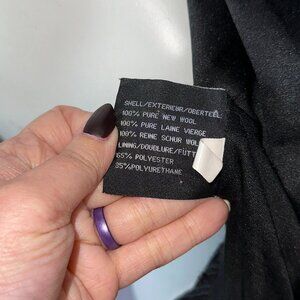 SHELL/EXTERIEUR/OBERTEIL
100% PURE NEW WOOL
100% PURE LAINE VIERGE
100% REINE SCHUR WOL
LINING/DOUBLURE/FUTT
65% POLYESTER
35%POLYURETHANE